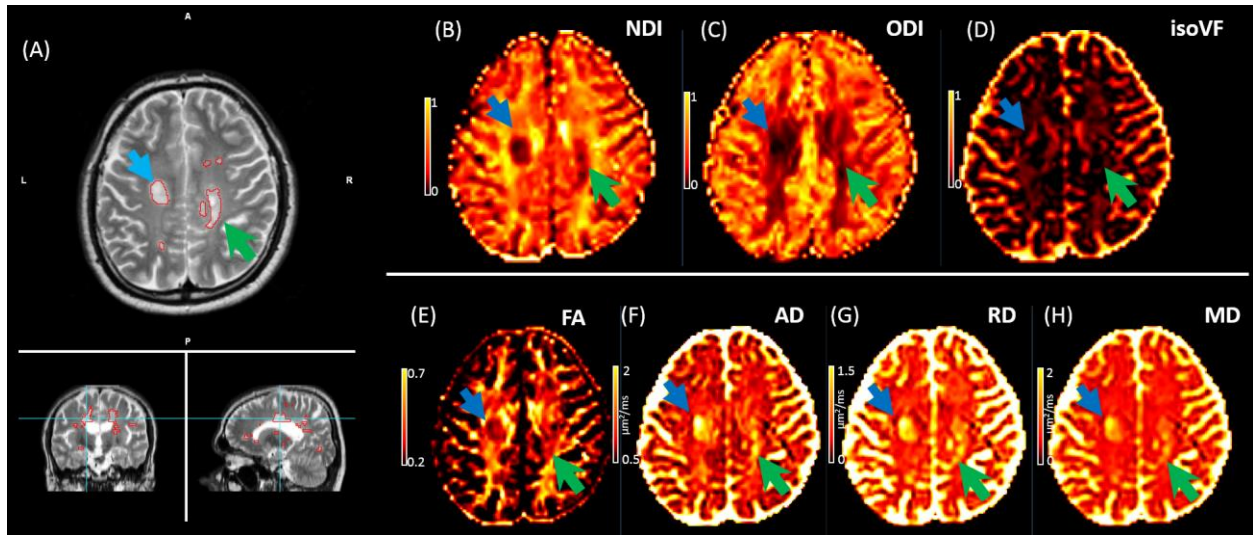 A
(A)
L
R
P
(B)
NDI
1
0
(C)
ODI
1
0
(D)
isoVF
1
0
(E)
FA
0.7
0.2
(F)
AD
2
μm²/ms
0.5
(G)
RD
1.5
μm²/ms
0
(H)
MD
2
μm²/ms
0